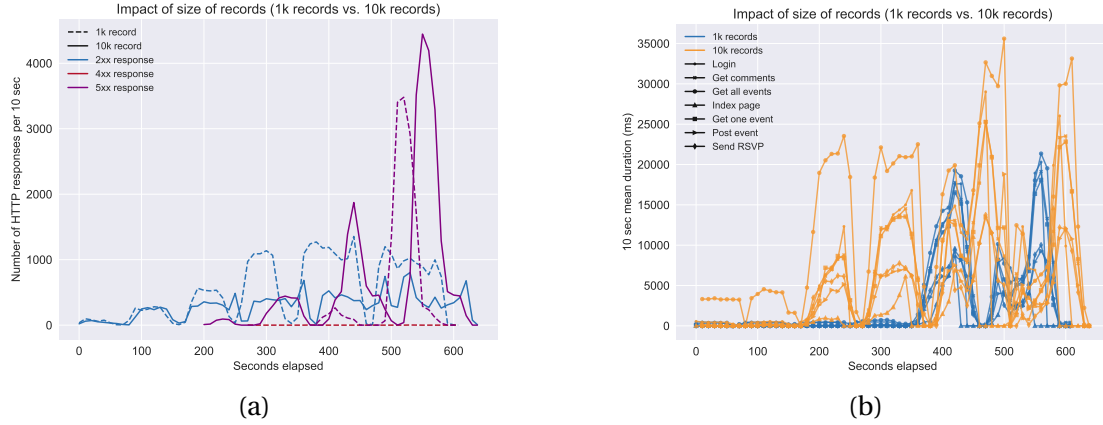 Impact of size of records (1k records vs. 10k records)
1k record
10k record
2xx response
4xx response
5xx response
Number of HTTP responses per 10 sec
4000
3000
2000
1000
0
0 100 200 300 400 500 600
Seconds elapsed
(a)
Impact of size of records (1k records vs. 10k records)
1k records
10k records
Login
Get comments
Get all events
Index page
Get one event
Post event
Send RSVP
10 sec mean duration (ms)
35000
30000
25000
20000
15000
10000
5000
0
0 100 200 300 400 500 600
Seconds elapsed
(b)